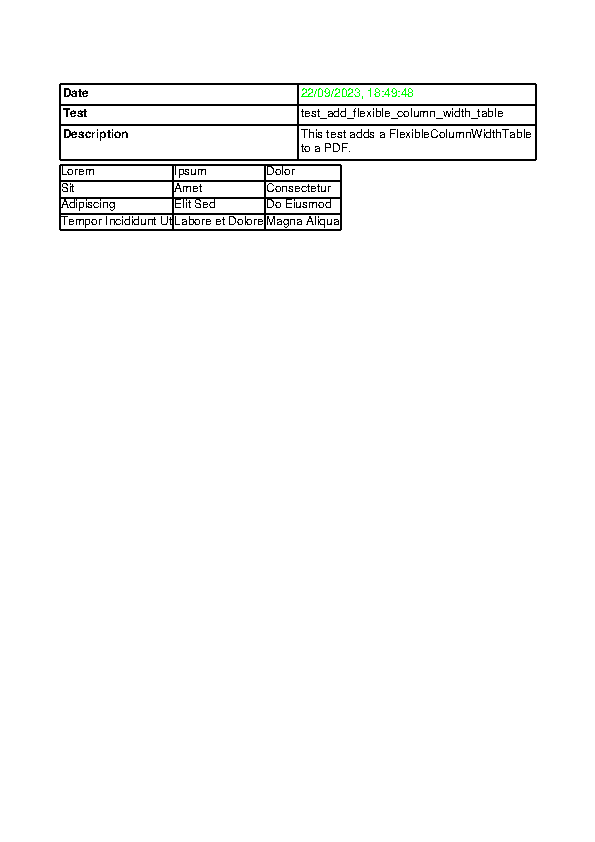 Date 22/09/2023, 18:49:48
Test test_add_flexible_column_width_table
Description This test adds a FlexibleColumnWidthTable
to a PDF.
Lorem Ipsum Dolor
Sit Amet Consectetur
Adipiscing Elit Sed Do Eiusmod
Tempor Incididunt Ut Labore et Dolore Magna Aliqua